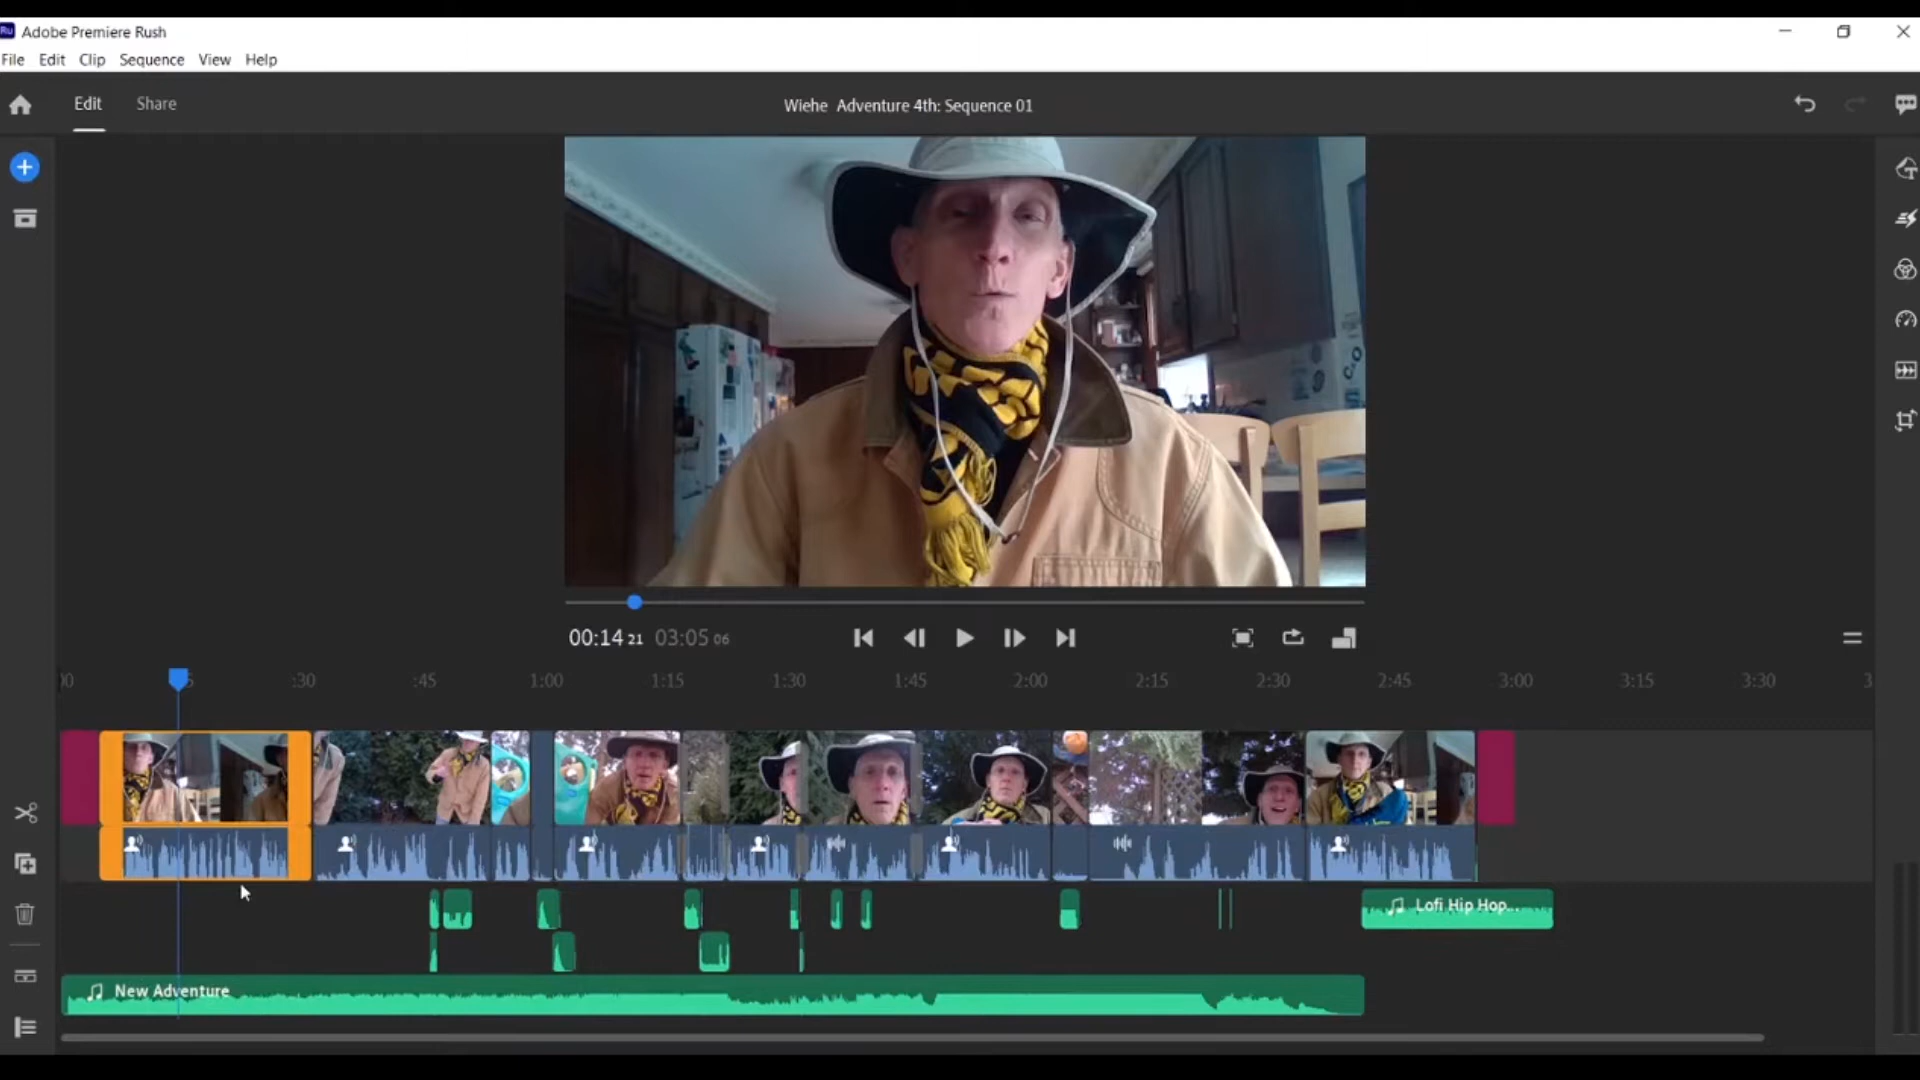 Ru Adobe Premiere Rush
File Edit Clip Sequence View Help
Edit Share Wiehe Adventure 4th: Sequence 01
00:14 21 03:05 06
:30 :45 1:00 1:15 1:30 1:45 2:00 2:15 2:30 2:45 3:00 3:15 3:30
Lofi Hip Hop...
New Adventure